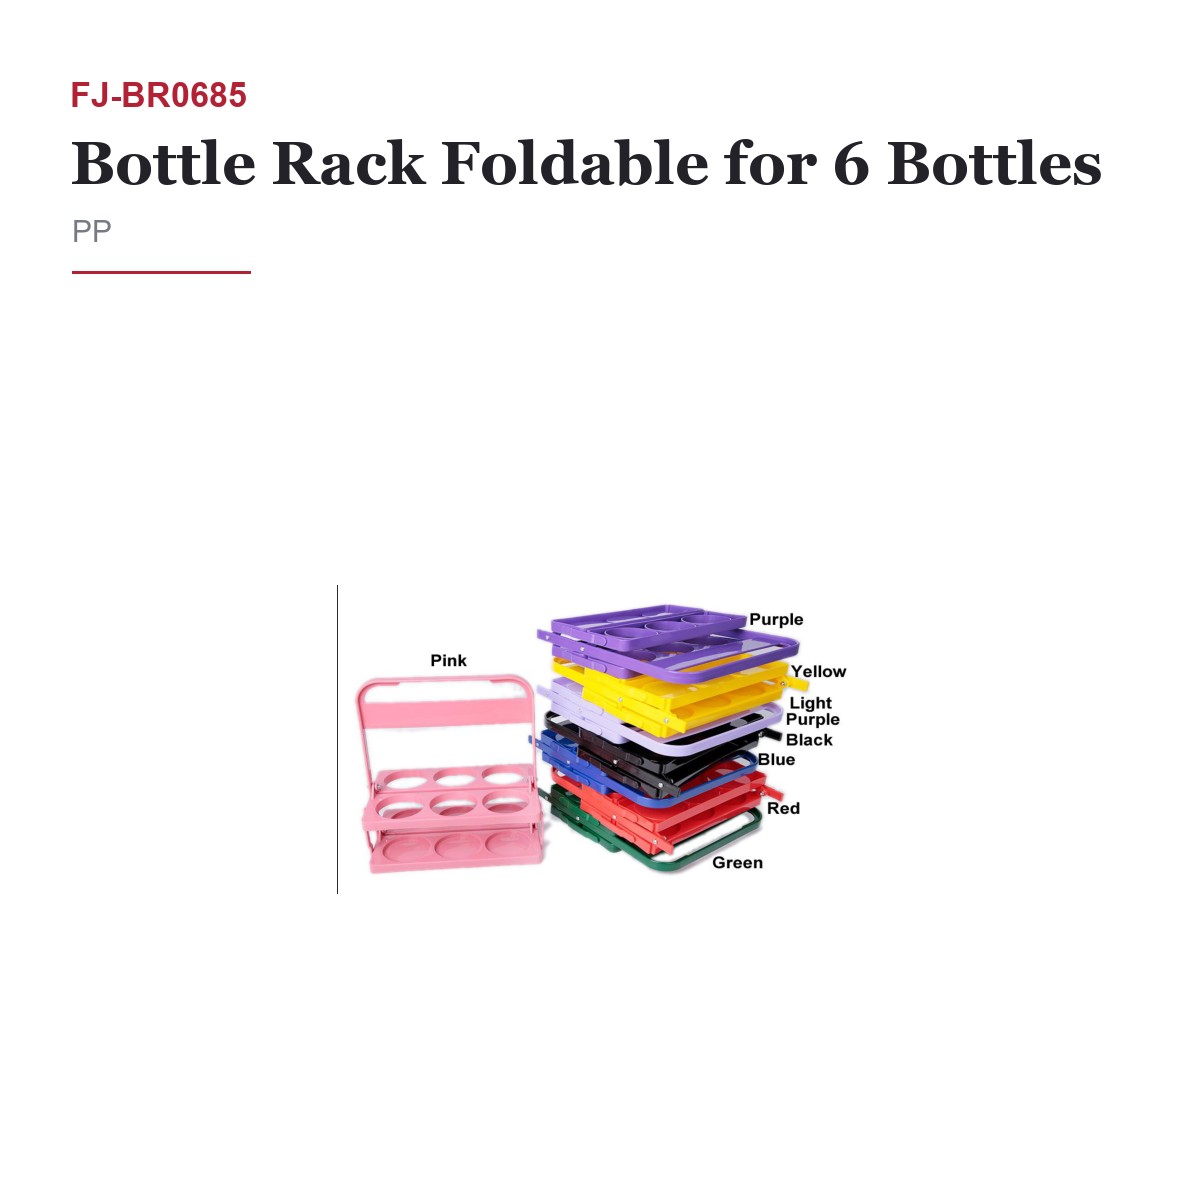 FJ-BR0685
Bottle Rack Foldable for 6 Bottles
PP
Pink
Purple
Yellow
Light
Purple
Black
Blue
Red
Green